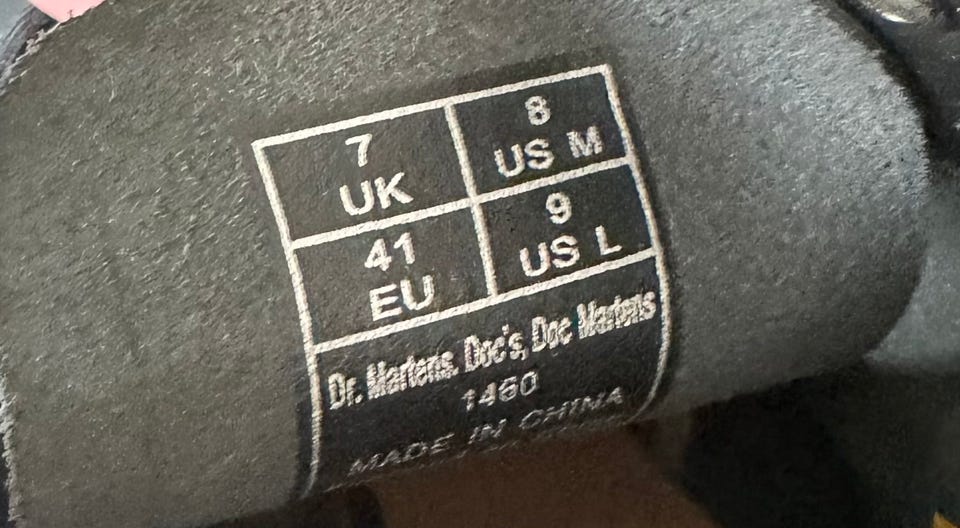 7
UK
8
US M
41
EU
9
US L
Dr. Martens. Doc's, Doc Martens
1460
MADE IN CHINA